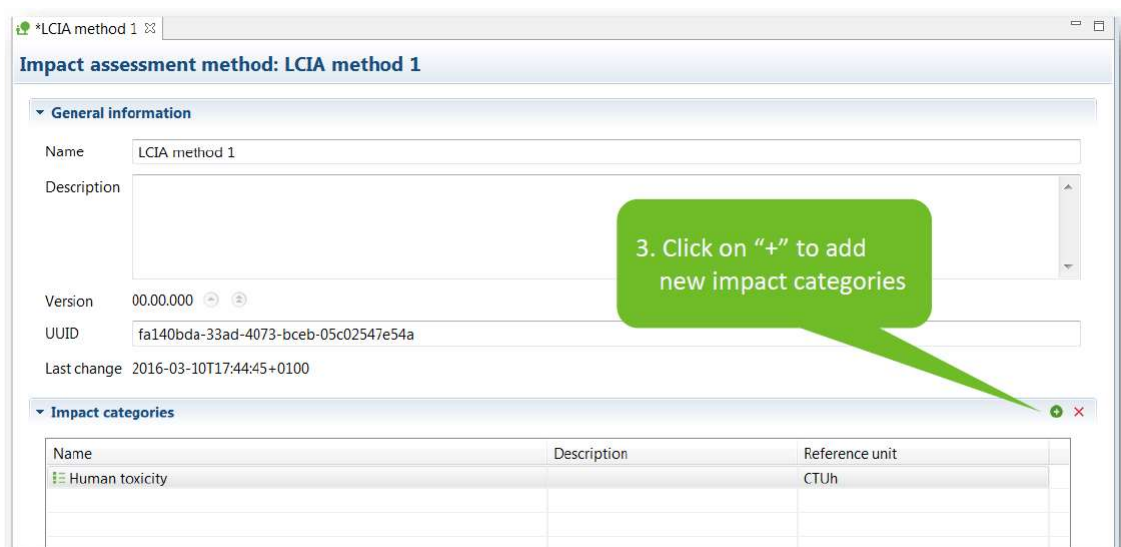 *LCIA method 1
Impact assessment method: LCIA method 1
General information
Name LCIA method 1
Description
3. Click on “+” to add
new impact categories
Version 00.00.000
UUID fa140bda-33ad-4073-bceb-05c02547e54a
Last change 2016-03-10T17:44:45+0100
Impact categories
Name Description Reference unit
Human toxicity CTUh